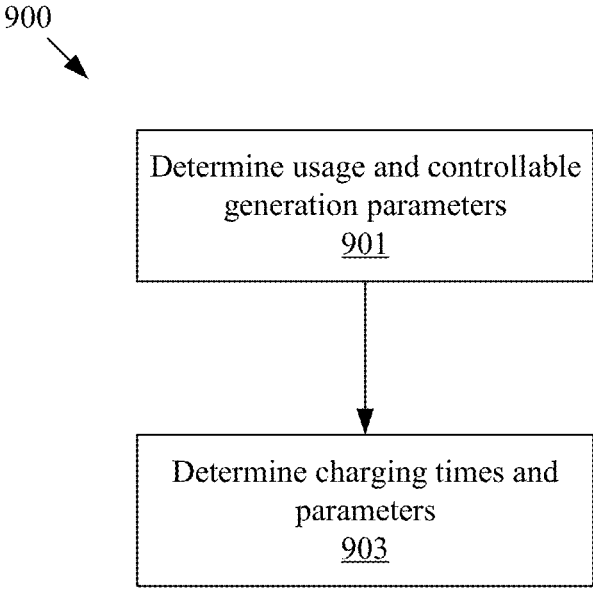 900
Determine usage and controllable
generation parameters
901
Determine charging times and
parameters
903